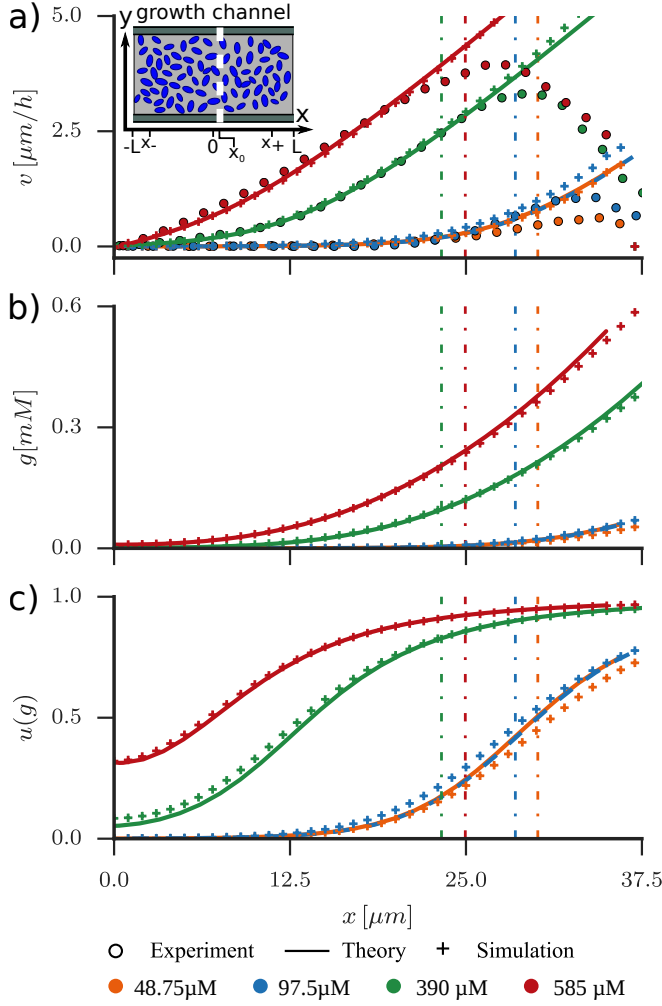 a)
growth channel
y
x
-L x- 0 x₀ x+ L
5.0
2.5
0.0
v [μm/h]
b)
0.6
0.3
0.0
g[mM]
c)
1.0
0.5
0.0
u(g)
0.0 12.5 25.0 37.5
x [μm]
Experiment Theory Simulation
48.75μM 97.5μM 390 μM 585 μM